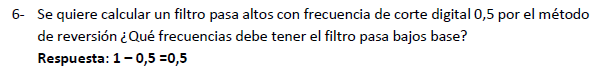 6- Se quiere calcular un filtro pasa altos con frecuencia de corte digital 0,5 por el método
de reversión ¿Qué frecuencias debe tener el filtro pasa bajos base?
Respuesta: 1 – 0,5 =0,5